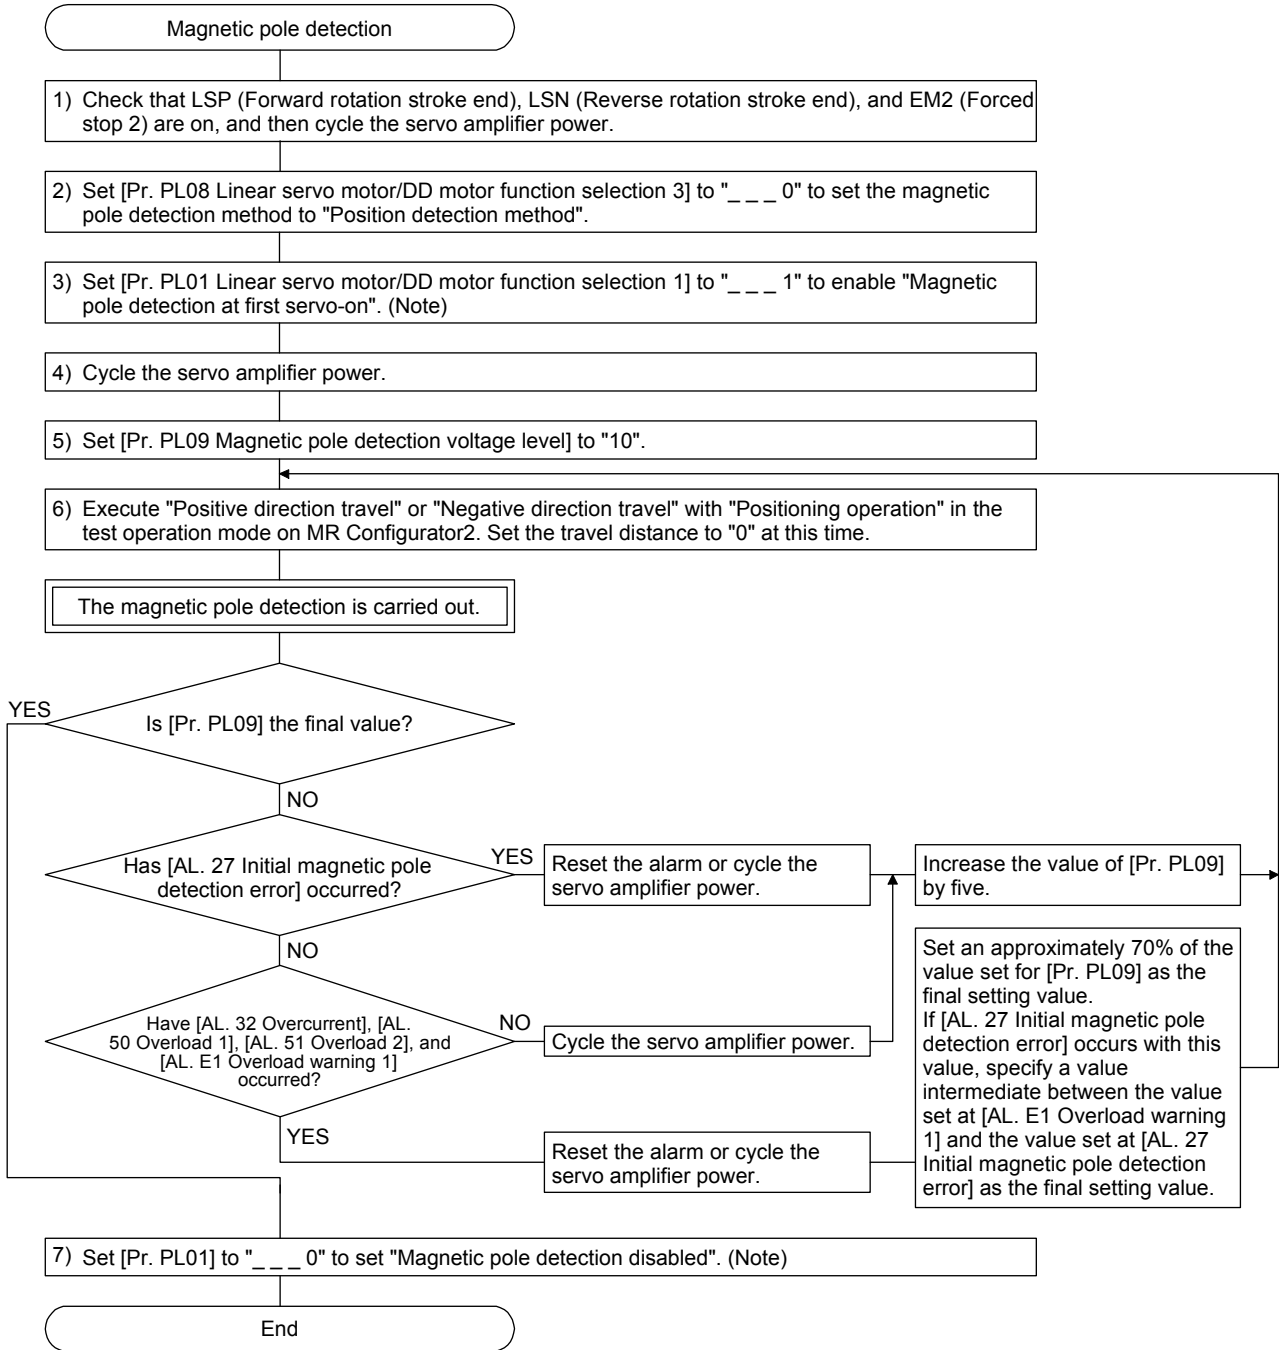 Magnetic pole detection
1) Check that LSP (Forward rotation stroke end), LSN (Reverse rotation stroke end), and EM2 (Forced
stop 2) are on, and then cycle the servo amplifier power.
2) Set [Pr. PL08 Linear servo motor/DD motor function selection 3] to "_ _ _ 0" to set the magnetic
pole detection method to "Position detection method".
3) Set [Pr. PL01 Linear servo motor/DD motor function selection 1] to "_ _ _ 1" to enable "Magnetic
pole detection at first servo-on". (Note)
4) Cycle the servo amplifier power.
5) Set [Pr. PL09 Magnetic pole detection voltage level] to "10".
6) Execute "Positive direction travel" or "Negative direction travel" with "Positioning operation" in the
test operation mode on MR Configurator2. Set the travel distance to "0" at this time.
The magnetic pole detection is carried out.
YES
Is [Pr. PL09] the final value?
NO
Has [AL. 27 Initial magnetic pole
detection error] occurred?
YES
Reset the alarm or cycle the
servo amplifier power.
Increase the value of [Pr. PL09]
by five.
NO
Have [AL. 32 Overcurrent], [AL.
50 Overload 1], [AL. 51 Overload 2], and
[AL. E1 Overload warning 1]
occurred?
NO
Cycle the servo amplifier power.
YES
Reset the alarm or cycle the
servo amplifier power.
Set an approximately 70% of the
value set for [Pr. PL09] as the
final setting value.
If [AL. 27 Initial magnetic pole
detection error] occurs with this
value, specify a value
intermediate between the value
set at [AL. E1 Overload warning
1] and the value set at [AL. 27
Initial magnetic pole detection
error] as the final setting value.
7) Set [Pr. PL01] to "_ _ _ 0" to set "Magnetic pole detection disabled". (Note)
End